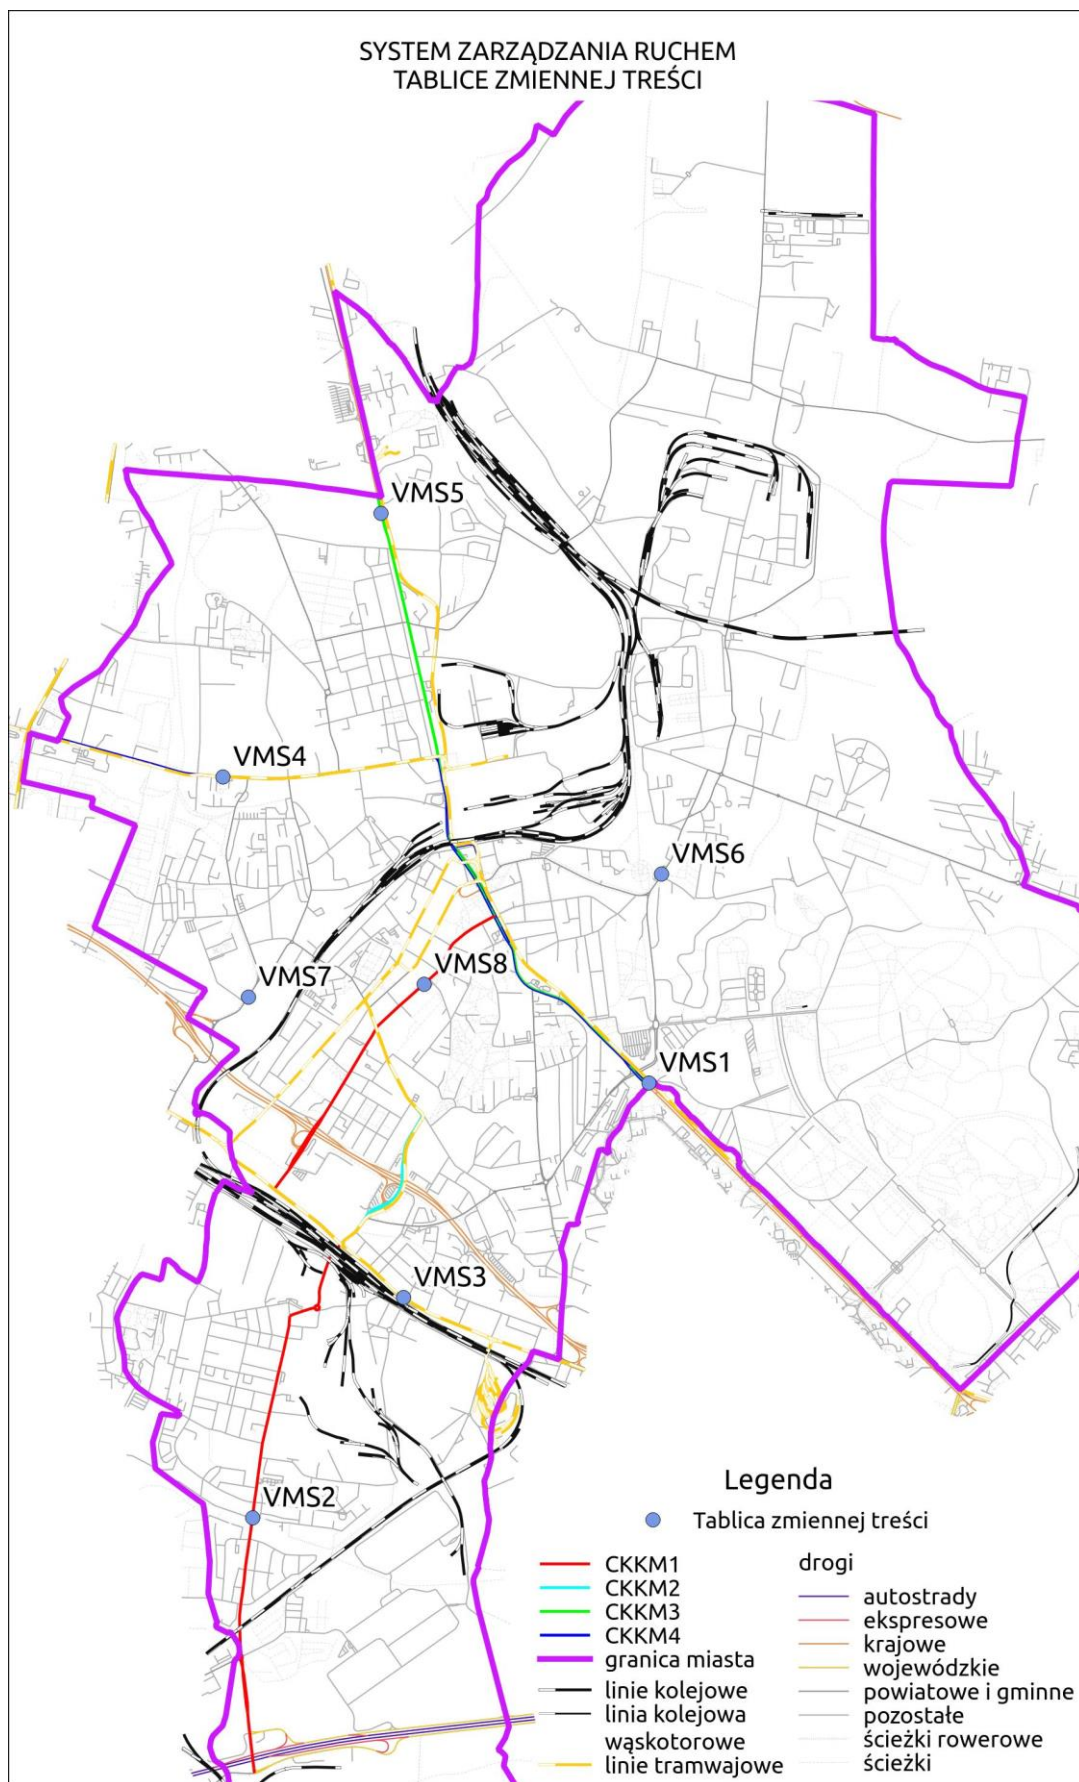 SYSTEM ZARZĄDZANIA RUCHEM
TABLICE ZMIENNEJ TREŚCI
VMS5
VMS4
VMS6
VMS8
VMS7
VMS1
VMS3
VMS2
Legenda
Tablica zmiennej treści
CKKM1
CKKM2
CKKM3
CKKM4
granica miasta
linie kolejowe
linia kolejowa
wąskotorowe
linie tramwajowe
drogi
autostrady
ekspresowe
krajowe
wojewódzkie
powiatowe i gminne
pozostałe
ścieżki rowerowe
ścieżki